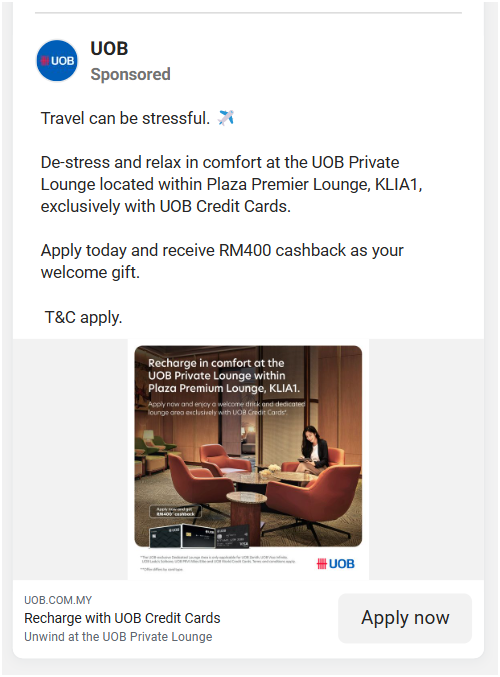 UOB
UOB
Sponsored
Travel can be stressful. ✈️
De-stress and relax in comfort at the UOB Private
Lounge located within Plaza Premier Lounge, KLIA1,
exclusively with UOB Credit Cards.
Apply today and receive RM400 cashback as your
welcome gift.
T&C apply.
Recharge in comfort at the
UOB Private Lounge within
Plaza Premium Lounge, KLIA1.
Apply now and enjoy a welcome drink and dedicated
lounge area exclusively with UOB Credit Cards*.
Apply now and get
RM400 cashback
VISA
UOB
UOB.COM.MY
Recharge with UOB Credit Cards
Unwind at the UOB Private Lounge
Apply now